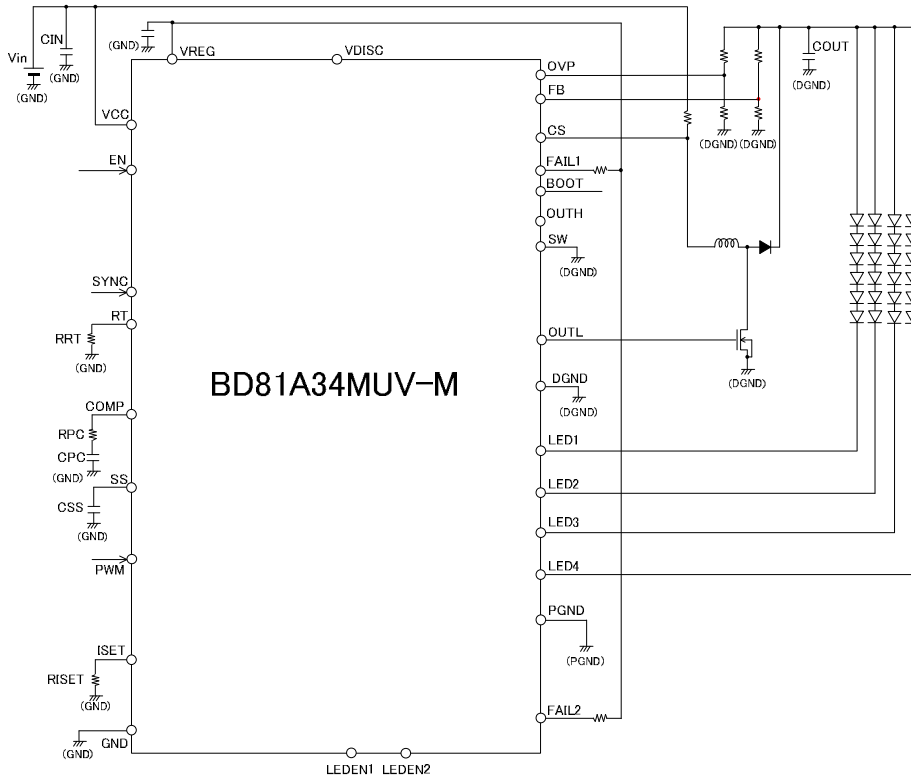 CIN
(GND)
Vin
(GND)
(GND)
VREG
VDISC
COUT
(DGND)
OVP
FB
VCC
CS
(DGND)
(DGND)
EN
FAIL1
BOOT
OUTH
SW
(DGND)
SYNC
RT
RRT
(GND)
OUTL
BD81A34MUV-M
DGND
(DGND)
(DGND)
COMP
RPC
CPC
(GND)
LED1
SS
CSS
(GND)
LED2
LED3
PWM
LED4
PGND
(PGND)
ISET
RISET
(GND)
FAIL2
GND
(GND)
LEDEN1
LEDEN2